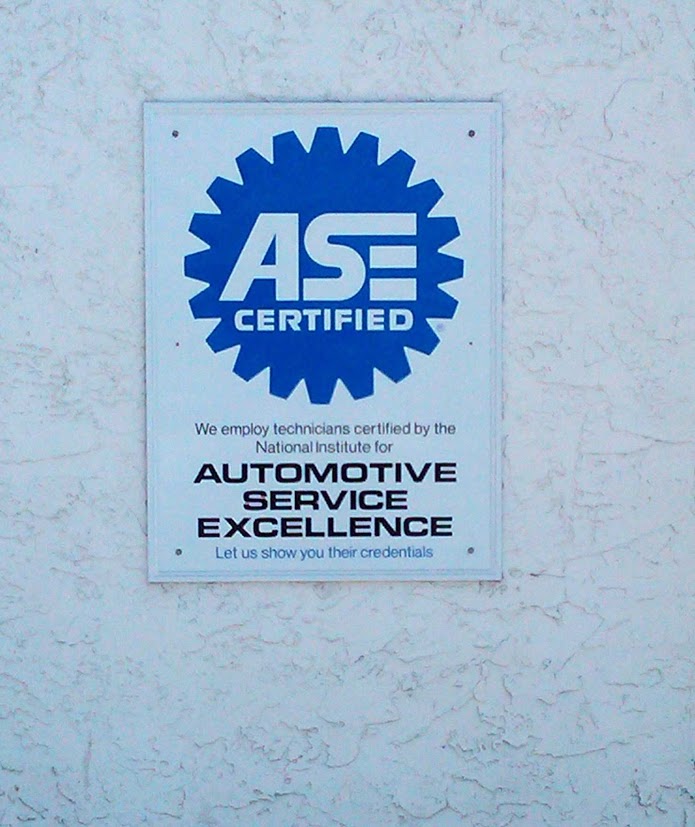 ASE
CERTIFIED
We employ technicians certified by the
National Institute for
AUTOMOTIVE
SERVICE
EXCELLENCE
Let us show you their credentials